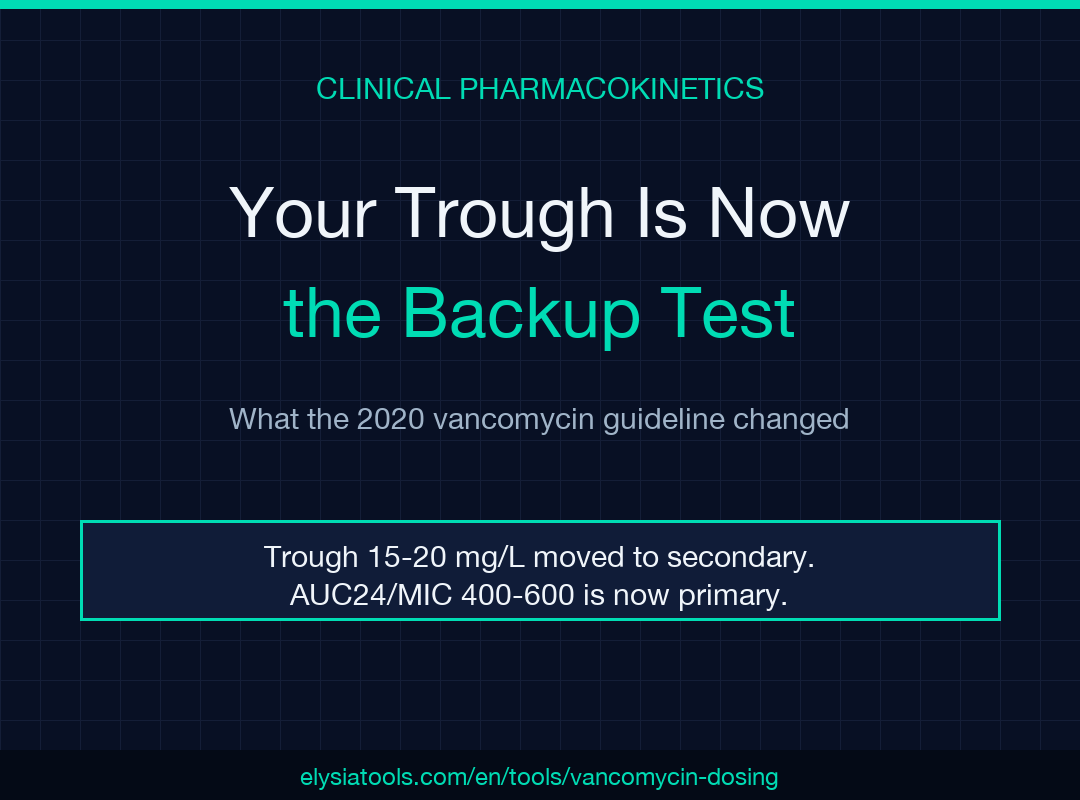 CLINICAL PHARMACOKINETICS
Your Trough Is Now
the Backup Test
What the 2020 vancomycin guideline changed
Trough 15-20 mg/L moved to secondary.
AUC24/MIC 400-600 is now primary.
elysiatools.com/en/tools/vancomycin-dosing